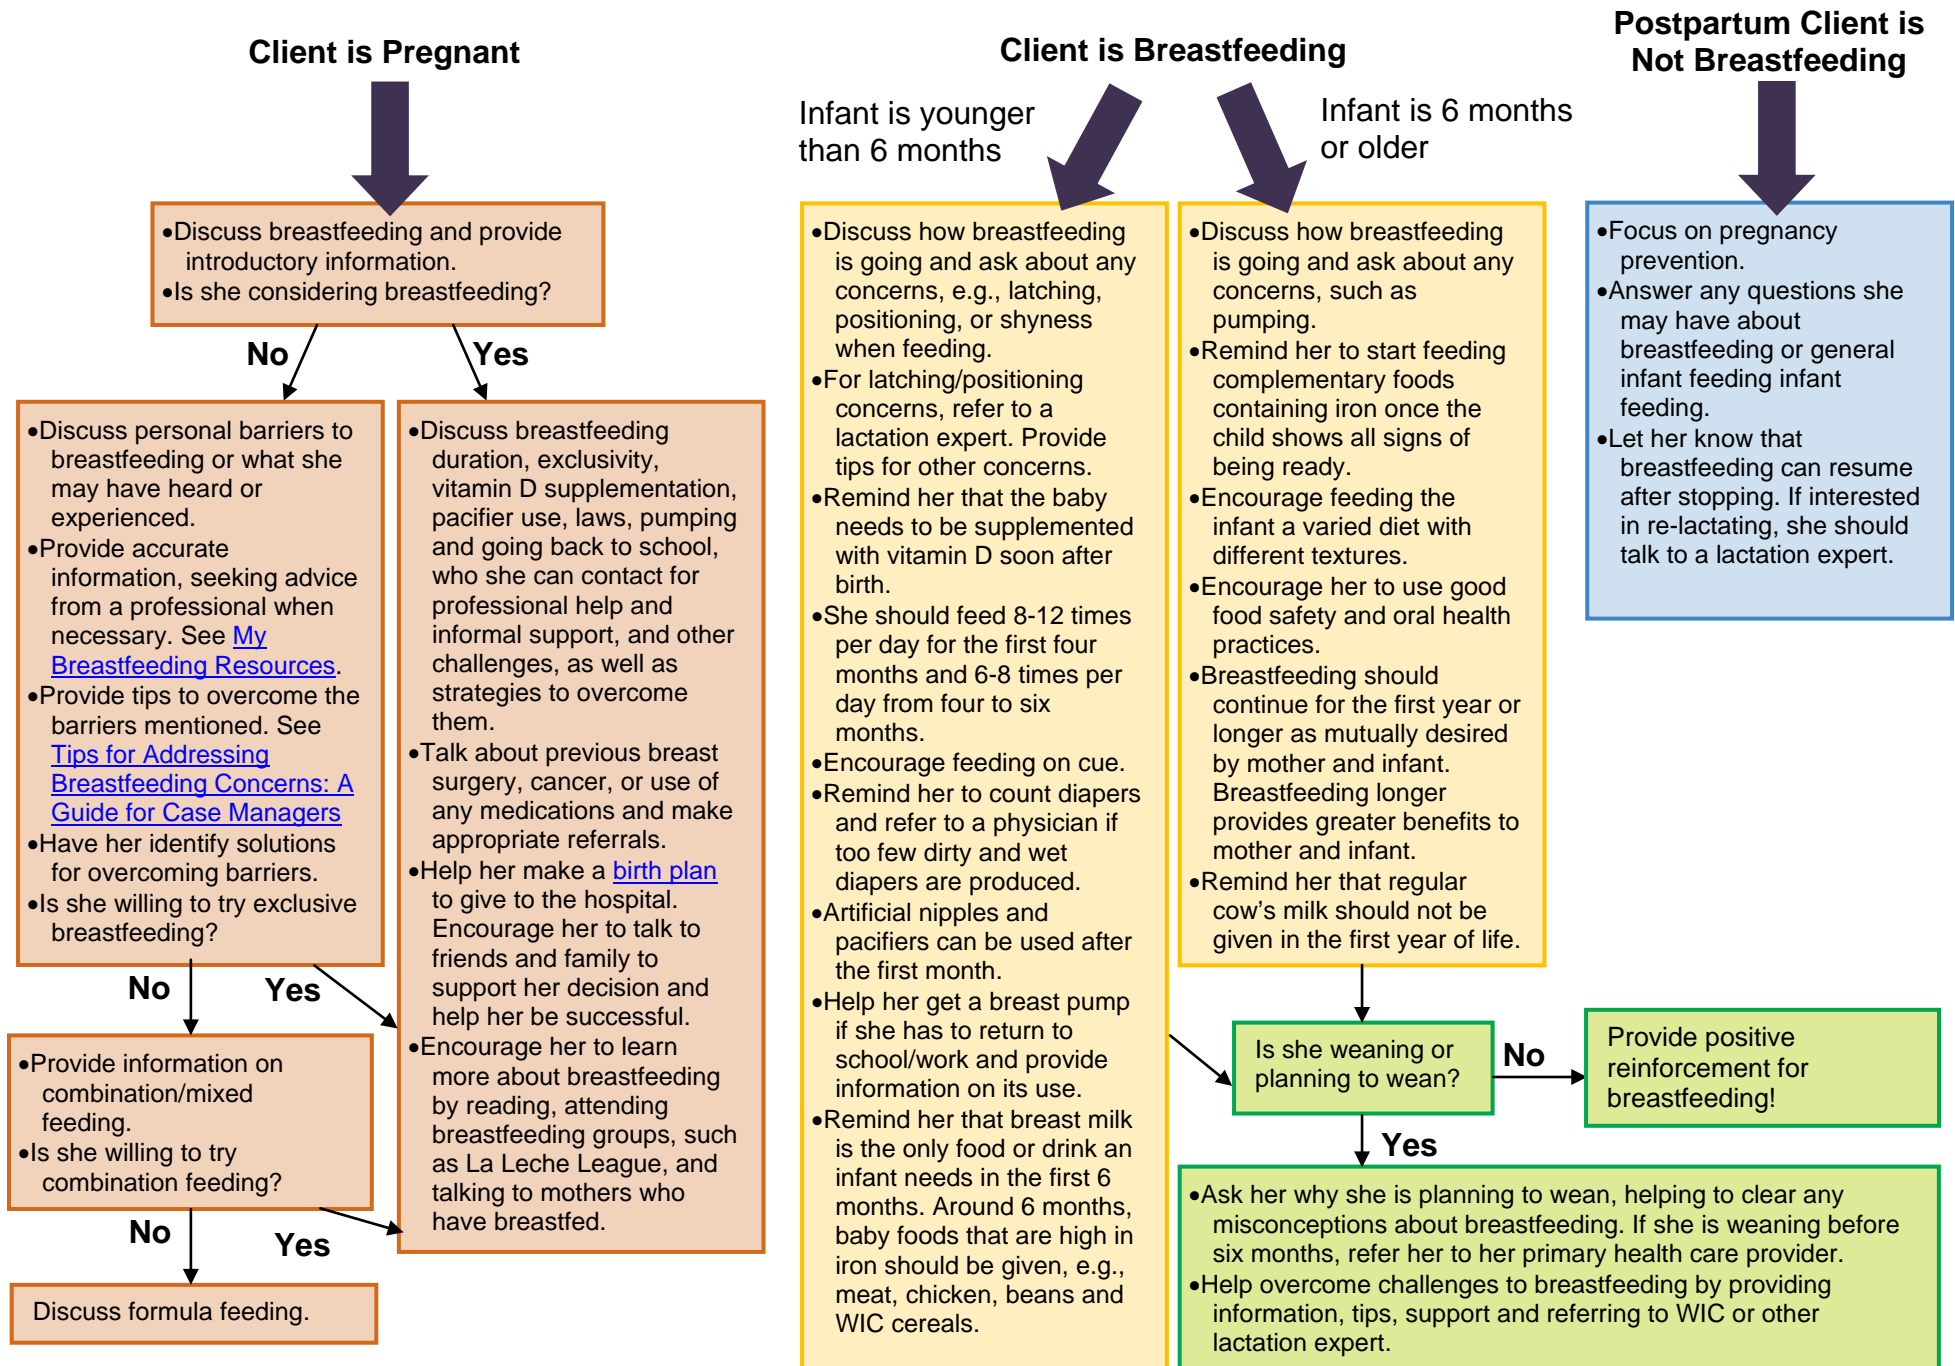 Client is Pregnant
•Discuss breastfeeding and provide
introductory information.
•Is she considering breastfeeding?
No
Yes
•Discuss personal barriers to
breastfeeding or what she
may have heard or
experienced.
•Provide accurate
information, seeking advice
from a professional when
necessary. See My
Breastfeeding Resources.
•Provide tips to overcome the
barriers mentioned. See
Tips for Addressing
Breastfeeding Concerns: A
Guide for Case Managers
•Have her identify solutions
for overcoming barriers.
•Is she willing to try exclusive
breastfeeding?
No
Yes
•Provide information on
combination/mixed
feeding.
•Is she willing to try
combination feeding?
No
Yes
Discuss formula feeding.
•Discuss breastfeeding
duration, exclusivity,
vitamin D supplementation,
pacifier use, laws, pumping
and going back to school,
who she can contact for
professional help and
informal support, and other
challenges, as well as
strategies to overcome
them.
•Talk about previous breast
surgery, cancer, or use of
any medications and make
appropriate referrals.
•Help her make a birth plan
to give to the hospital.
Encourage her to talk to
friends and family to
support her decision and
help her be successful.
•Encourage her to learn
more about breastfeeding
by reading, attending
breastfeeding groups, such
as La Leche League, and
talking to mothers who
have breastfed.
Client is Breastfeeding
Infant is younger
than 6 months
•Discuss how breastfeeding
is going and ask about any
concerns, e.g., latching,
positioning, or shyness
when feeding.
•For latching/positioning
concerns, refer to a
lactation expert. Provide
tips for other concerns.
•Remind her that the baby
needs to be supplemented
with vitamin D soon after
birth.
•She should feed 8-12 times
per day for the first four
months and 6-8 times per
day from four to six
months.
•Encourage feeding on cue.
•Remind her to count diapers
and refer to a physician if
too few dirty and wet
diapers are produced.
•Artificial nipples and
pacifiers can be used after
the first month.
•Help her get a breast pump
if she has to return to
school/work and provide
information on its use.
•Remind her that breast milk
is the only food or drink an
infant needs in the first 6
months. Around 6 months,
baby foods that are high in
iron should be given, e.g.,
meat, chicken, beans and
WIC cereals.
Infant is 6 months
or older
•Discuss how breastfeeding
is going and ask about any
concerns, such as
pumping.
•Remind her to start feeding
complementary foods
containing iron once the
child shows all signs of
being ready.
•Encourage feeding the
infant a varied diet with
different textures.
•Encourage her to use good
food safety and oral health
practices.
•Breastfeeding should
continue for the first year or
longer as mutually desired
by mother and infant.
Breastfeeding longer
provides greater benefits to
mother and infant.
•Remind her that regular
cow's milk should not be
given in the first year of life.
Is she weaning or
planning to wean?
No
Provide positive
reinforcement for
breastfeeding!
Yes
•Ask her why she is planning to wean, helping to clear any
misconceptions about breastfeeding. If she is weaning before
six months, refer her to her primary health care provider.
•Help overcome challenges to breastfeeding by providing
information, tips, support and referring to WIC or other
lactation expert.
Postpartum Client is
Not Breastfeeding
•Focus on pregnancy
prevention.
•Answer any questions she
may have about
breastfeeding or general
infant feeding infant
feeding.
•Let her know that
breastfeeding can resume
after stopping. If interested
in re-lactating, she should
talk to a lactation expert.